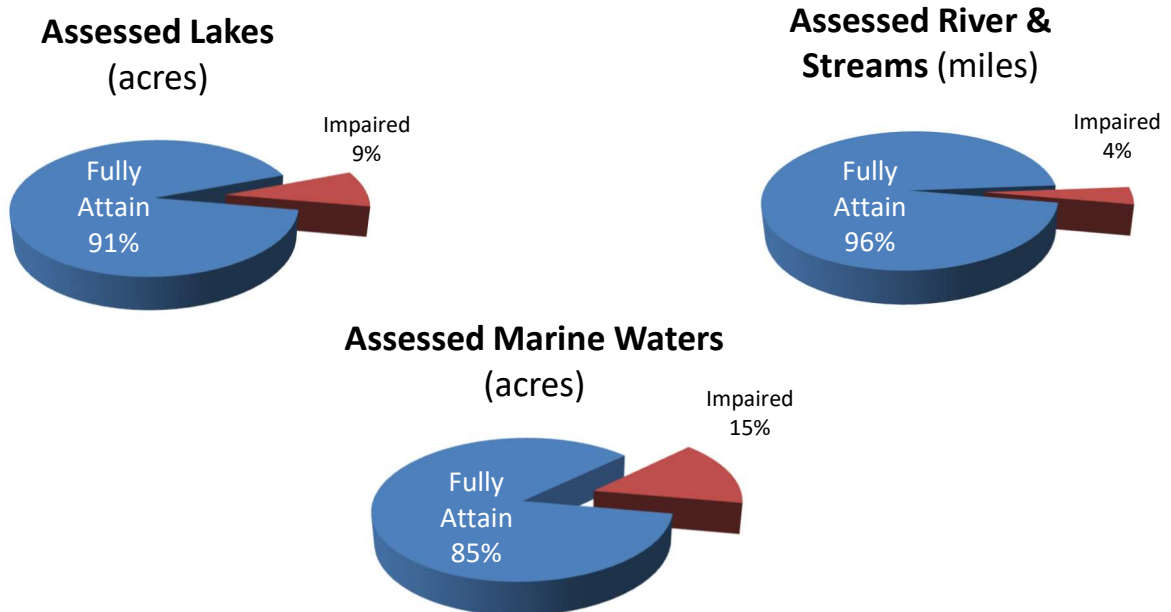 Assessed Lakes
(acres)
Impaired
9%
Fully
Attain
91%
Assessed River &
Streams (miles)
Impaired
4%
Fully
Attain
96%
Assessed Marine Waters
(acres)
Impaired
15%
Fully
Attain
85%